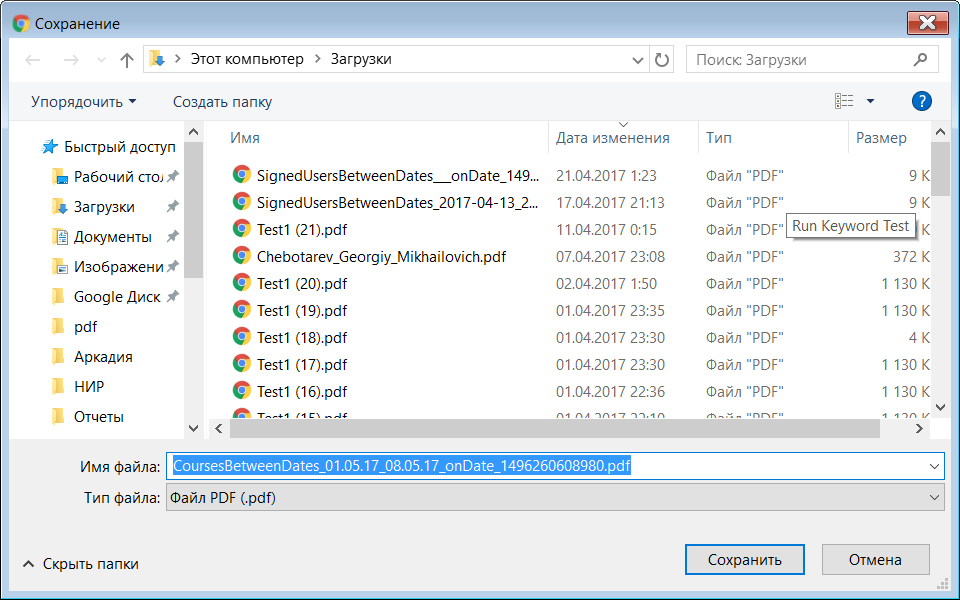 Сохранение
Этот компьютер Загрузки
Поиск: Загрузки
Упорядочить Создать папку ?
Быстрый доступ
Рабочий стол
Загрузки
Документы
Изображени
Google Диск
pdf
Аркадия
НИР
Отчеты
Имя Дата изменения Тип Размер
SignedUsersBetweenDates___onDate_149... 21.04.2017 1:23 Файл "PDF" 9 К
SignedUsersBetweenDates_2017-04-13_2... 17.04.2017 21:13 Файл "PDF" 9 К
Test1 (21).pdf 11.04.2017 0:15 Файл "PDF" К
Run Keyword Test
Chebotarev_Georgiy_Mikhailovich.pdf 07.04.2017 23:08 Файл "PDF" 372 К
Test1 (20).pdf 02.04.2017 1:50 Файл "PDF" 1 130 К
Test1 (19).pdf 01.04.2017 23:35 Файл "PDF" 1 130 К
Test1 (18).pdf 01.04.2017 23:30 Файл "PDF" 4 К
Test1 (17).pdf 01.04.2017 23:30 Файл "PDF" 1 130 К
Test1 (16).pdf 01.04.2017 22:36 Файл "PDF" 1 130 К
Test1 (15).pdf 01.04.2017 22:10 Файл "PDF" 1 130 К
Имя файла: CoursesBetweenDates_01.05.17_08.05.17_onDate_1496260608980.pdf
Тип файла: Файл PDF (.pdf)
Скрыть папки
Сохранить Отмена